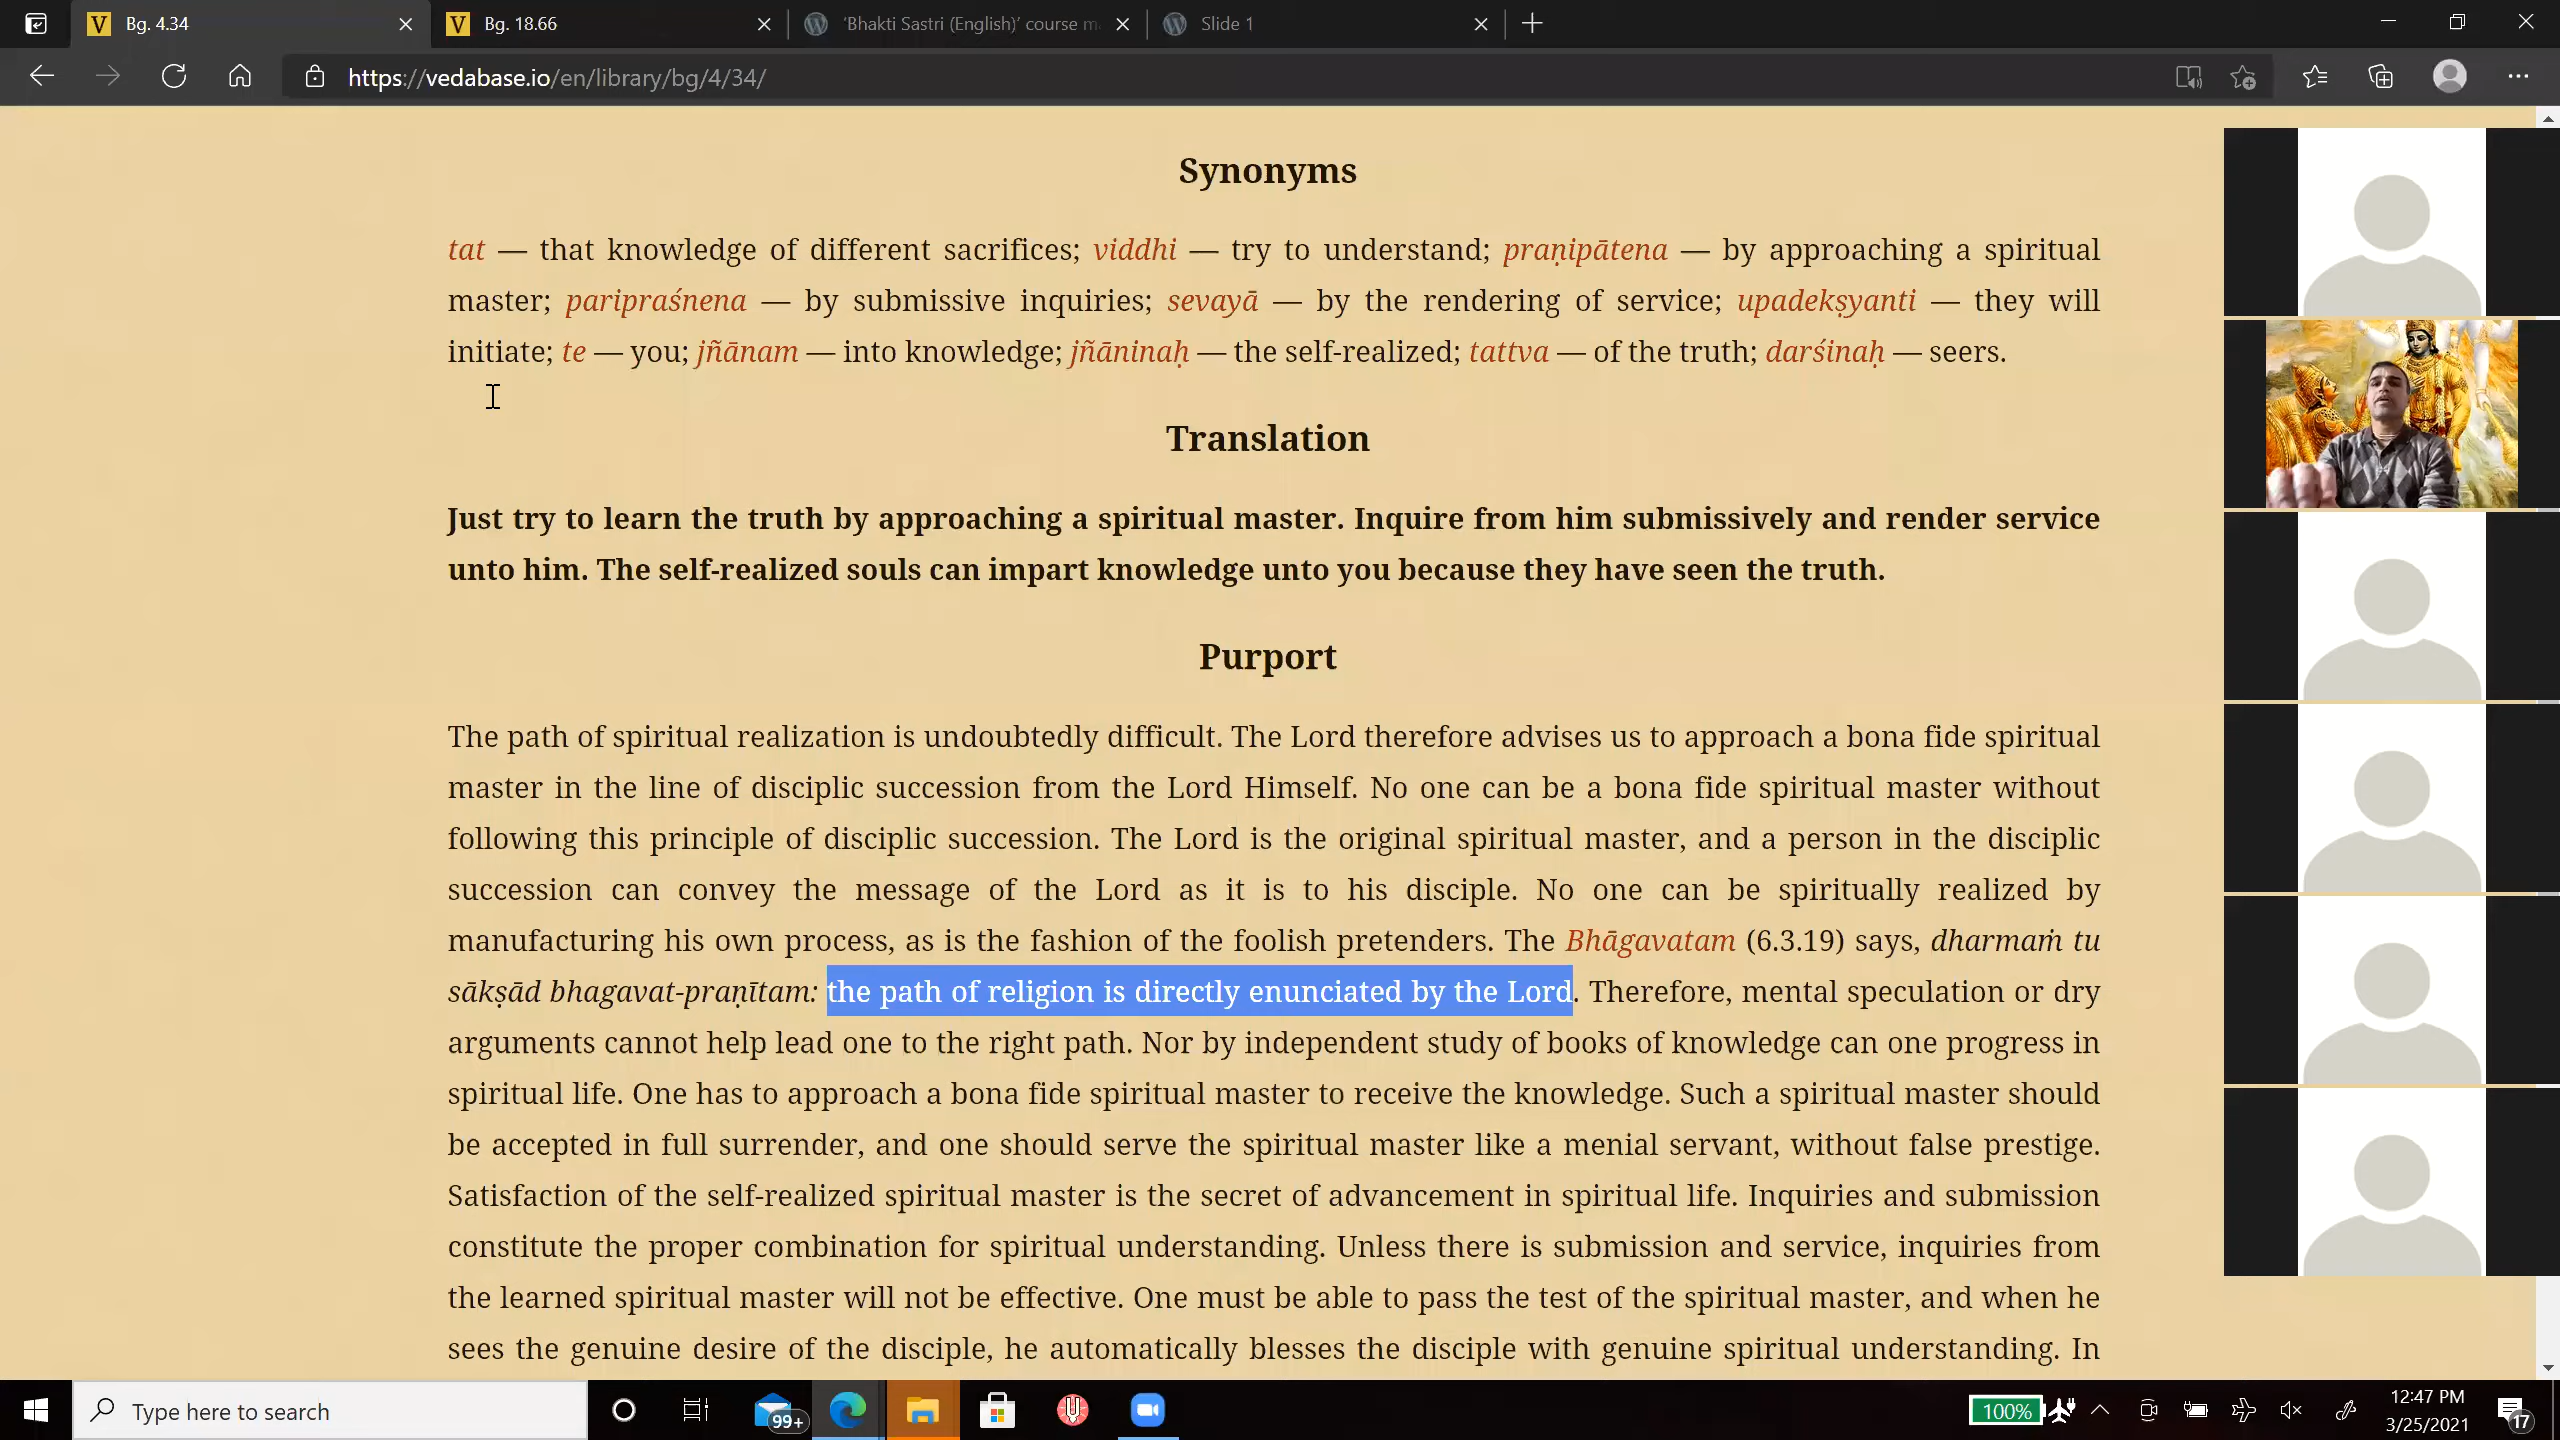 Bg. 4.34
Bg. 18.66
'Bhakti Sastri (English)' course m
Slide 1
https://vedabase.io/en/library/bg/4/34/
Synonyms
tat — that knowledge of different sacrifices; viddhi — try to understand; praṇipātena — by approaching a spiritual
master; paripraśnena — by submissive inquiries; sevayā — by the rendering of service; upadekṣyanti — they will
initiate; te — you; jñānam — into knowledge; jñāninaḥ — the self-realized; tattva — of the truth; darśinaḥ — seers.
Translation
Just try to learn the truth by approaching a spiritual master. Inquire from him submissively and render service
unto him. The self-realized souls can impart knowledge unto you because they have seen the truth.
Purport
The path of spiritual realization is undoubtedly difficult. The Lord therefore advises us to approach a bona fide spiritual
master in the line of disciplic succession from the Lord Himself. No one can be a bona fide spiritual master without
following this principle of disciplic succession. The Lord is the original spiritual master, and a person in the disciplic
succession can convey the message of the Lord as it is to his disciple. No one can be spiritually realized by
manufacturing his own process, as is the fashion of the foolish pretenders. The Bhāgavatam (6.3.19) says, dharmaṁ tu
sākṣād bhagavat-praṇītam: the path of religion is directly enunciated by the Lord. Therefore, mental speculation or dry
arguments cannot help lead one to the right path. Nor by independent study of books of knowledge can one progress in
spiritual life. One has to approach a bona fide spiritual master to receive the knowledge. Such a spiritual master should
be accepted in full surrender, and one should serve the spiritual master like a menial servant, without false prestige.
Satisfaction of the self-realized spiritual master is the secret of advancement in spiritual life. Inquiries and submission
constitute the proper combination for spiritual understanding. Unless there is submission and service, inquiries from
the learned spiritual master will not be effective. One must be able to pass the test of the spiritual master, and when he
sees the genuine desire of the disciple, he automatically blesses the disciple with genuine spiritual understanding. In
Type here to search
99+
100%
12:47 PM
3/25/2021
17